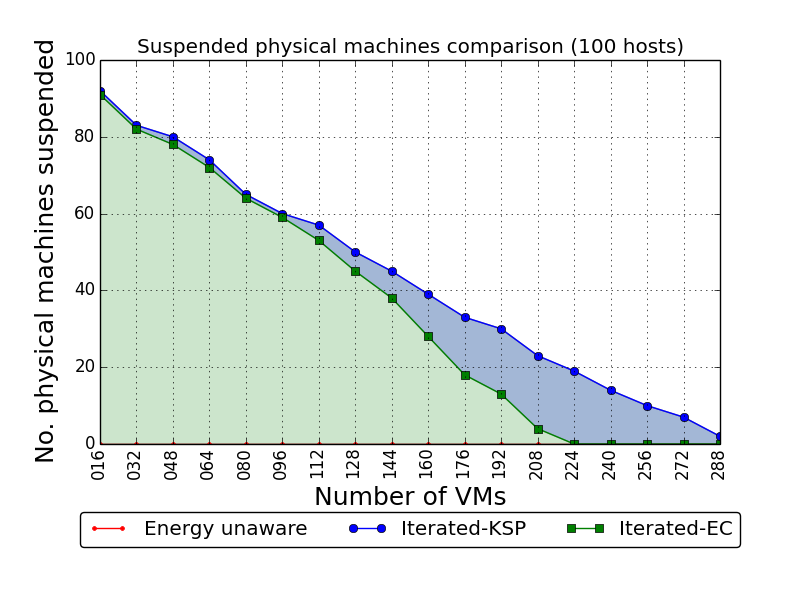 Suspended physical machines comparison (100 hosts)
No. physical machines suspended
100
80
60
40
20
0
016 032 048 064 080 096 112 128 144 160 176 192 208 224 240 256 272 288
Number of VMs
Energy unaware Iterated-KSP Iterated-EC